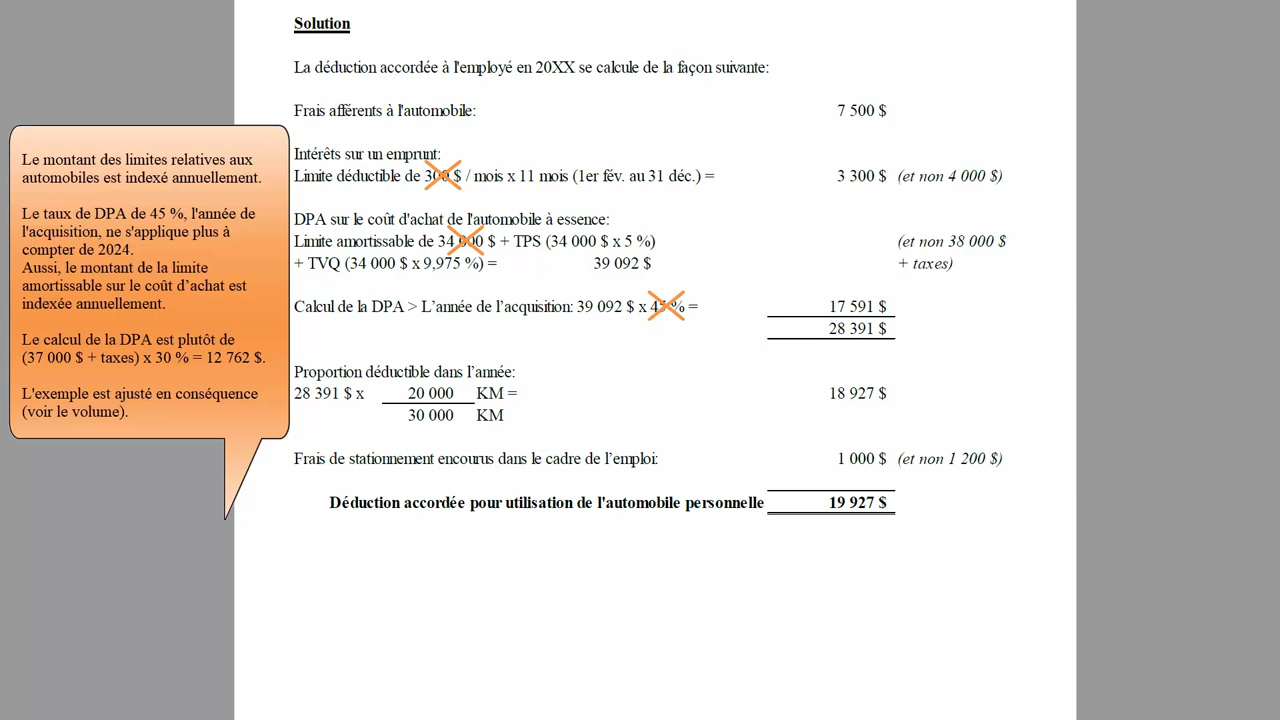 Solution
La déduction accordée à l'employé en 20XX se calcule de la façon suivante:
Frais afférents à l'automobile: 7 500 $
Intérêts sur un emprunt:
Limite déductible de 300 $ / mois x 11 mois (1er fév. au 31 déc.) = 3 300 $ (et non 4 000 $)
DPA sur le coût d'achat de l'automobile à essence:
Limite amortissable de 34 000 $ + TPS (34 000 $ x 5 %) (et non 38 000 $
+ TVQ (34 000 $ x 9,975 %) = 39 092 $ + taxes)
Calcul de la DPA > L'année de l'acquisition: 39 092 $ x 45 % = 17 591 $
28 391 $
Proportion déductible dans l'année:
28 391 $ x 20 000 KM = 18 927 $
30 000 KM
Frais de stationnement encourus dans le cadre de l'emploi: 1 000 $ (et non 1 200 $)
Déduction accordée pour utilisation de l'automobile personnelle 19 927 $
Le montant des limites relatives aux
automobiles est indexé annuellement.
Le taux de DPA de 45 %, l'année de
l'acquisition, ne s'applique plus à
compter de 2024.
Aussi, le montant de la limite
amortissable sur le coût d'achat est
indexée annuellement.
Le calcul de la DPA est plutôt de
(37 000 $ + taxes) x 30 % = 12 762 $.
L'exemple est ajusté en conséquence
(voir le volume).